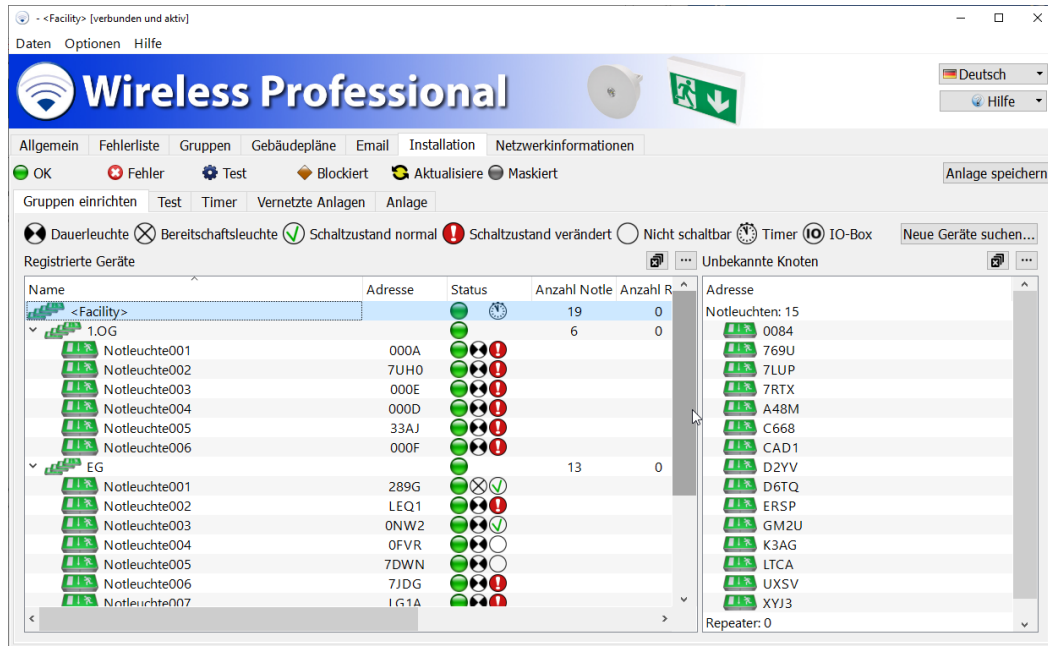 - <Facility> [verbunden und aktiv]
Daten Optionen Hilfe
Wireless Professional
Deutsch
Hilfe
Allgemein Fehlerliste Gruppen Gebäudepläne Email Installation Netzwerkinformationen
OK Fehler Test Blockiert Aktualisiere Maskiert Anlage speichern
Gruppen einrichten Test Timer Vernetzte Anlagen Anlage
Dauerleuchte Bereitschaftsleuchte Schaltzustand normal Schaltzustand verändert Nicht schaltbar Timer IO IO-Box Neue Geräte suchen...
Registrierte Geräte ... Unbekannte Knoten ...
Name Adresse Status Anzahl Notle Anzahl R Adresse
<Facility> 19 0 Notleuchten: 15
1.OG 6 0 0084
Notleuchte001 000A 769U
Notleuchte002 7UH0 7LUP
Notleuchte003 000E 7RTX
Notleuchte004 000D A48M
Notleuchte005 33AJ C668
Notleuchte006 000F CAD1
EG 13 0 D2YV
Notleuchte001 289G D6TQ
Notleuchte002 LEQ1 ERSP
Notleuchte003 0NW2 GM2U
Notleuchte004 0FVR K3AG
Notleuchte005 7DWN LTCA
Notleuchte006 7JDG UXSV
Notleuchte007 LG1A XYJ3
Repeater: 0